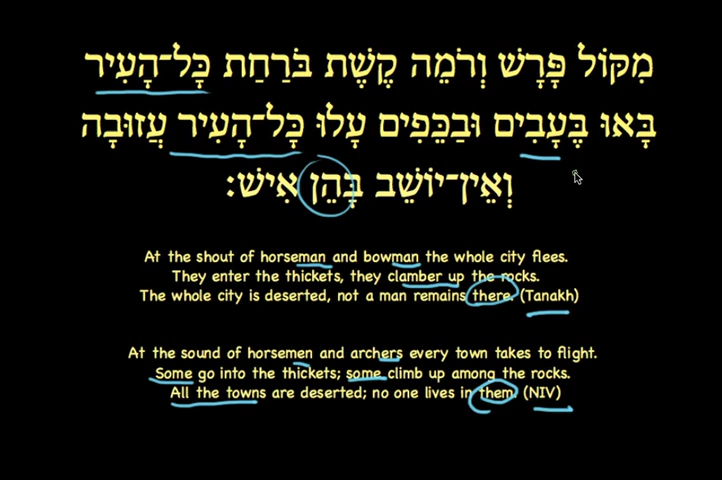 מִקּוֹל פָּרָשׁ וְרֹמֵה קֶשֶׁת בֹּרַחַת כָּל־הָעִיר
בָּאוּ בֶּעָבִים וּבַכֵּפִים עָלוּ כָּל־הָעִיר עֲזוּבָה
וְאֵין־יוֹשֵׁב בָּהֵן אִישׁ׃
At the shout of horseman and bowman the whole city flees.
They enter the thickets, they clamber up the rocks.
The whole city is deserted, not a man remains there. (Tanakh)
At the sound of horsemen and archers every town takes to flight.
Some go into the thickets; some climb up among the rocks.
All the towns are deserted; no one lives in them. (NIV)